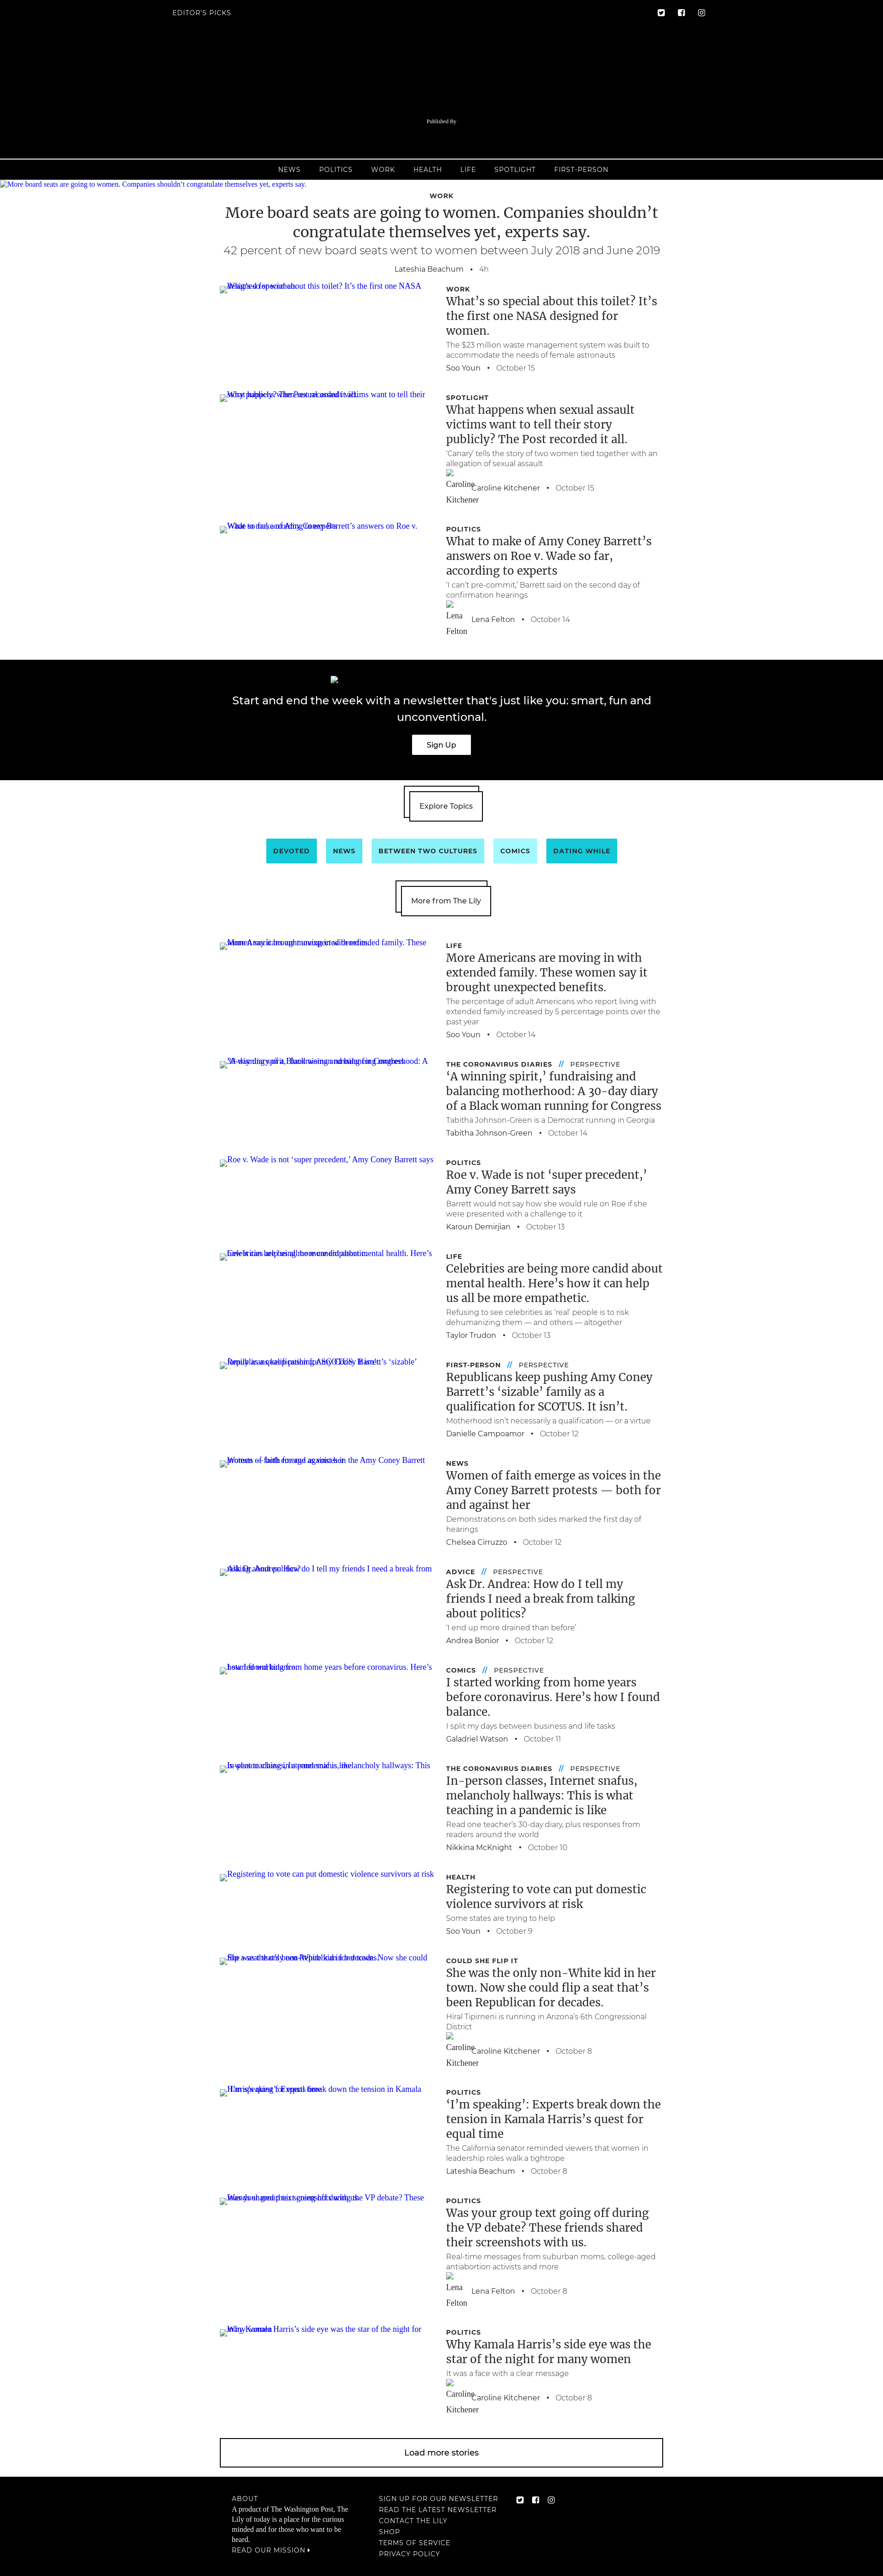 EDITOR'S PICKS
Published By
NEWS POLITICS WORK HEALTH LIFE SPOTLIGHT FIRST-PERSON
More board seats are going to women. Companies shouldn’t congratulate themselves yet, experts say.
WORK
More board seats are going to women. Companies shouldn’t
congratulate themselves yet, experts say.
42 percent of new board seats went to women between July 2018 and June 2019
Lateshia Beachum • 4h
WORK
What’s so special about this toilet? It’s
the first one NASA designed for
women.
The $23 million waste management system was built to
accommodate the needs of female astronauts
Soo Youn • October 15
SPOTLIGHT
What happens when sexual assault
victims want to tell their story
publicly? The Post recorded it all.
‘Canary’ tells the story of two women tied together with an
allegation of sexual assault
Caroline
Kitchener
Caroline Kitchener • October 15
POLITICS
What to make of Amy Coney Barrett’s
answers on Roe v. Wade so far,
according to experts
‘I can’t pre-commit,’ Barrett said on the second day of
confirmation hearings
Lena
Felton
Lena Felton • October 14
Start and end the week with a newsletter that's just like you: smart, fun and
unconventional.
Sign Up
Explore Topics
DEVOTED NEWS BETWEEN TWO CULTURES COMICS DATING WHILE
More from The Lily
LIFE
More Americans are moving in with
extended family. These women say it
brought unexpected benefits.
The percentage of adult Americans who report living with
extended family increased by 5 percentage points over the
past year
Soo Youn • October 14
THE CORONAVIRUS DIARIES // PERSPECTIVE
‘A winning spirit,’ fundraising and
balancing motherhood: A 30-day diary
of a Black woman running for Congress
Tabitha Johnson-Green is a Democrat running in Georgia
Tabitha Johnson-Green • October 14
Roe v. Wade is not ‘super precedent,’ Amy Coney Barrett says
POLITICS
Roe v. Wade is not ‘super precedent,’
Amy Coney Barrett says
Barrett would not say how she would rule on Roe if she
were presented with a challenge to it
Karoun Demirjian • October 13
LIFE
Celebrities are being more candid about
mental health. Here’s how it can help
us all be more empathetic.
Refusing to see celebrities as ‘real’ people is to risk
dehumanizing them — and others — altogether
Taylor Trudon • October 13
FIRST-PERSON // PERSPECTIVE
Republicans keep pushing Amy Coney
Barrett’s ‘sizable’ family as a
qualification for SCOTUS. It isn’t.
Motherhood isn’t necessarily a qualification — or a virtue
Danielle Campoamor • October 12
NEWS
Women of faith emerge as voices in the
Amy Coney Barrett protests — both for
and against her
Demonstrations on both sides marked the first day of
hearings
Chelsea Cirruzzo • October 12
ADVICE // PERSPECTIVE
Ask Dr. Andrea: How do I tell my
friends I need a break from talking
about politics?
‘I end up more drained than before’
Andrea Bonior • October 12
COMICS // PERSPECTIVE
I started working from home years
before coronavirus. Here’s how I found
balance.
I split my days between business and life tasks
Galadriel Watson • October 11
THE CORONAVIRUS DIARIES // PERSPECTIVE
In-person classes, Internet snafus,
melancholy hallways: This is what
teaching in a pandemic is like
Read one teacher’s 30-day diary, plus responses from
readers around the world
Nikkina McKnight • October 10
Registering to vote can put domestic violence survivors at risk
HEALTH
Registering to vote can put domestic
violence survivors at risk
Some states are trying to help
Soo Youn • October 9
COULD SHE FLIP IT
She was the only non-White kid in her
town. Now she could flip a seat that’s
been Republican for decades.
Hiral Tipirneni is running in Arizona’s 6th Congressional
District
Caroline
Kitchener
Caroline Kitchener • October 8
POLITICS
‘I’m speaking’: Experts break down the
tension in Kamala Harris’s quest for
equal time
The California senator reminded viewers that women in
leadership roles walk a tightrope
Lateshia Beachum • October 8
POLITICS
Was your group text going off during
the VP debate? These friends shared
their screenshots with us.
Real-time messages from suburban moms, college-aged
antiabortion activists and more
Lena
Felton
Lena Felton • October 8
POLITICS
Why Kamala Harris’s side eye was the
star of the night for many women
It was a face with a clear message
Caroline
Kitchener
Caroline Kitchener • October 8
Load more stories
ABOUT
A product of The Washington Post, The
Lily of today is a place for the curious
minded and for those who want to be
heard.
READ OUR MISSION
SIGN UP FOR OUR NEWSLETTER
READ THE LATEST NEWSLETTER
CONTACT THE LILY
SHOP
TERMS OF SERVICE
PRIVACY POLICY